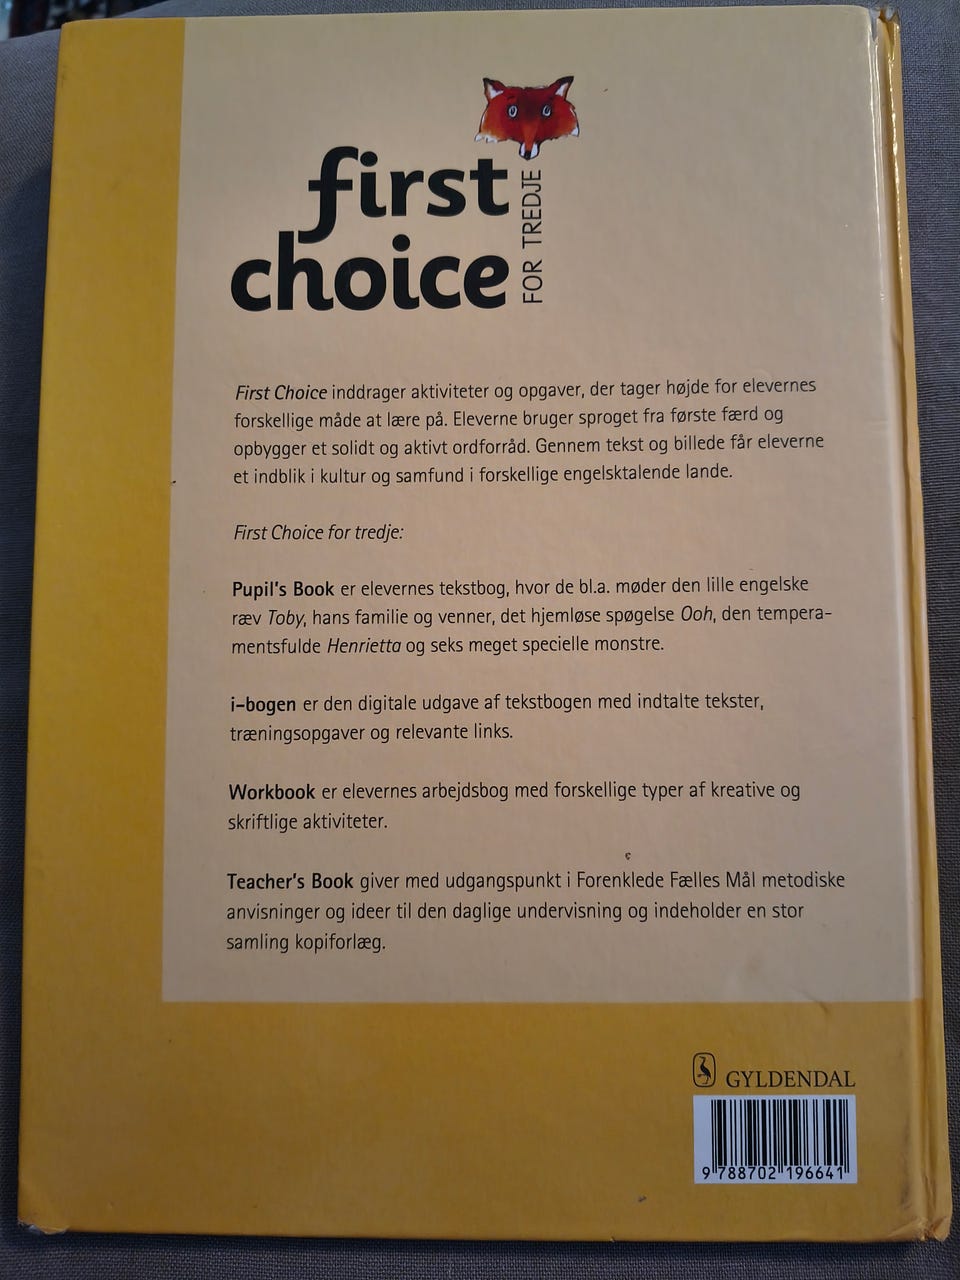 first
choice
FOR TREDJE
First Choice inddrager aktiviteter og opgaver, der tager højde for elevernes
forskellige måde at lære på. Eleverne bruger sproget fra første færd og
opbygger et solidt og aktivt ordforråd. Gennem tekst og billede får eleverne
et indblik i kultur og samfund i forskellige engelsktalende lande.
First Choice for tredje:
Pupil's Book er elevernes tekstbog, hvor de bl.a. møder den lille engelske
ræv Toby, hans familie og venner, det hjemløse spøgelse Ooh, den tempera-
mentsfulde Henrietta og seks meget specielle monstre.
i-bogen er den digitale udgave af tekstbogen med indtalte tekster,
træningsopgaver og relevante links.
Workbook er elevernes arbejdsbog med forskellige typer af kreative og
skriftlige aktiviteter.
Teacher's Book giver med udgangspunkt i Forenklede Fælles Mål metodiske
anvisninger og ideer til den daglige undervisning og indeholder en stor
samling kopiforlæg.
GYLDENDAL
9 788702 196641